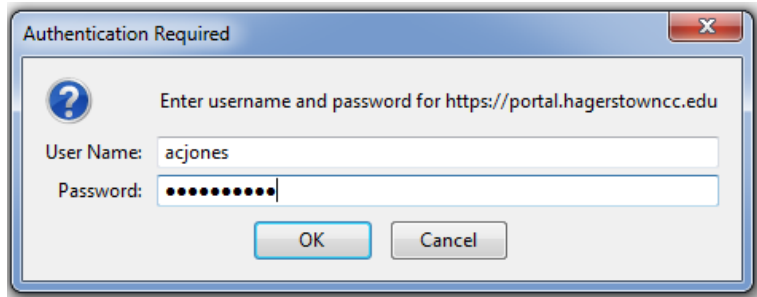 Authentication Required
Enter username and password for https://portal.hagerstowncc.edu
User Name: acjones
Password: ●●●●●●●●●●
OK Cancel